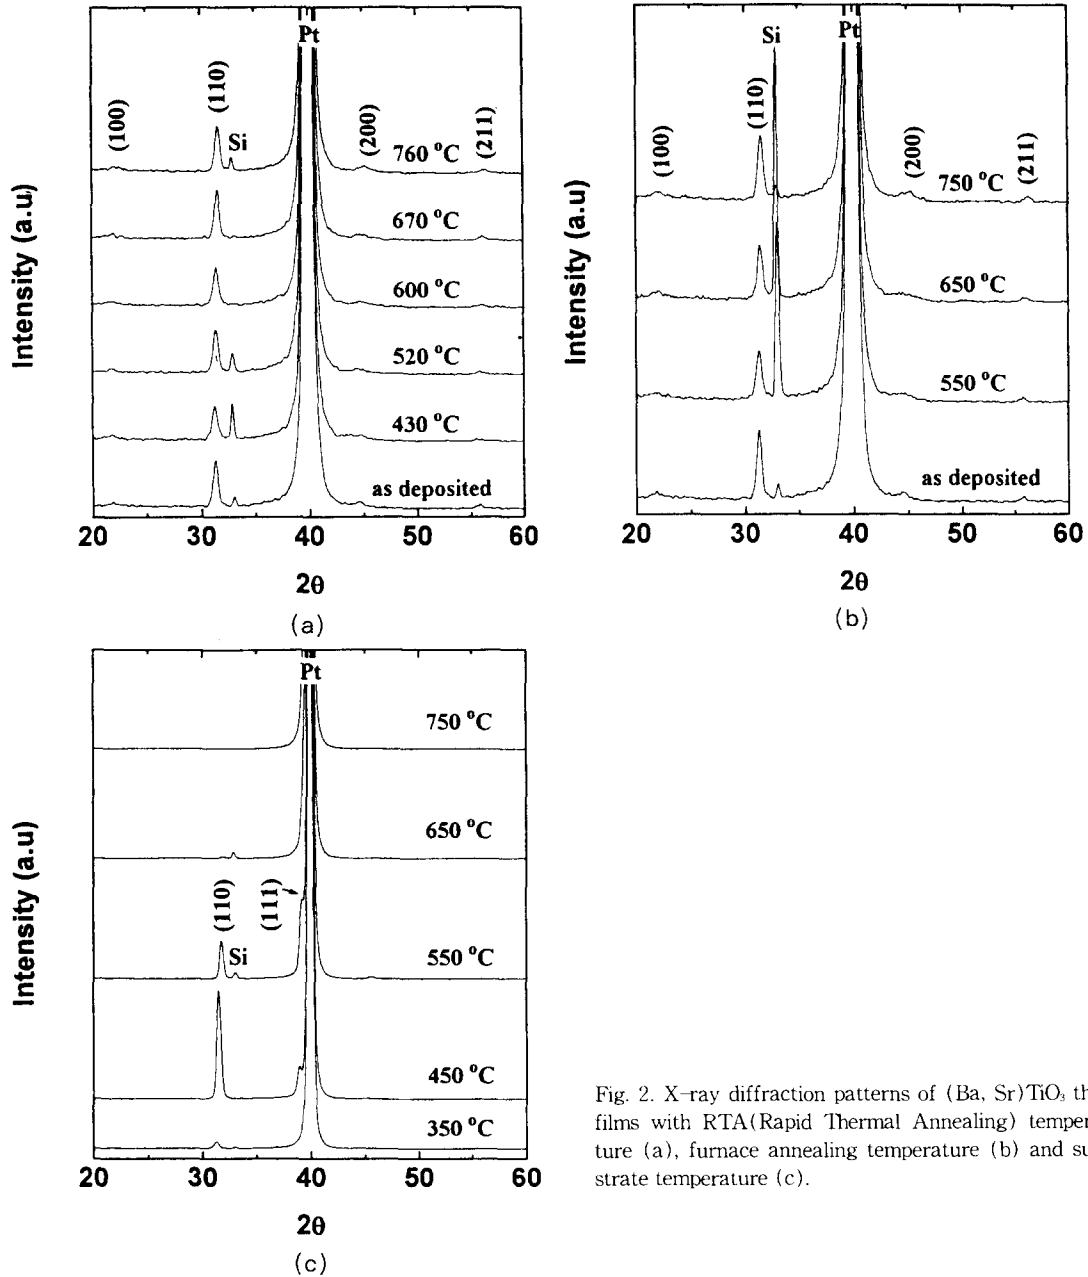 Pt
(100)
(110)
Si
(200)
(211)
760 °C
670 °C
600 °C
520 °C
430 °C
as deposited
Intensity (a.u)
20 30 40 50 60
2θ
(a)
Si
Pt
(100)
(110)
(200)
(211)
750 °C
650 °C
550 °C
as deposited
Intensity (a.u)
20 30 40 50 60
2θ
(b)
Pt
750 °C
650 °C
(110)
(111)
Si
550 °C
450 °C
350 °C
Intensity (a.u)
20 30 40 50 60
2θ
(c)
Fig. 2. X-ray diffraction patterns of (Ba, Sr)TiO₃ th
films with RTA(Rapid Thermal Annealing) temper
ture (a), furnace annealing temperature (b) and su
strate temperature (c).